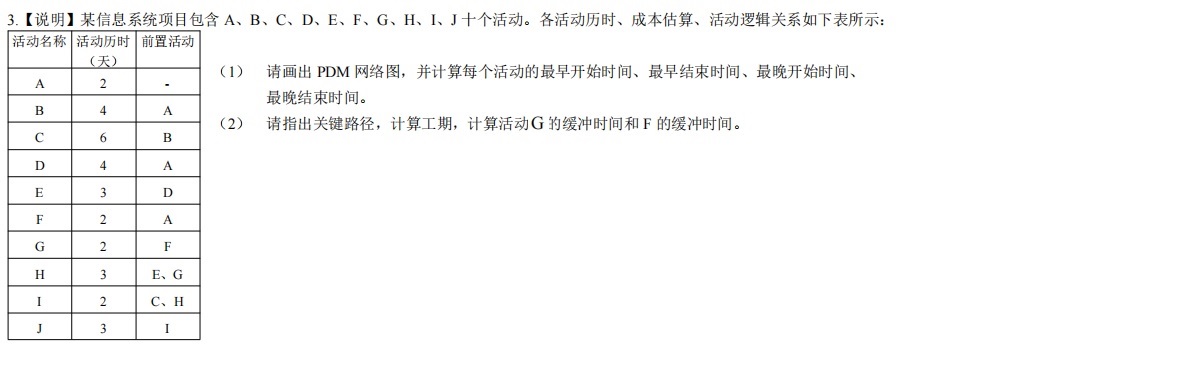 3.【说明】某信息系统项目包含 A、B、C、D、E、F、G、H、I、J 十个活动。各活动历时、成本估算、活动逻辑关系如下表所示：
活动名称 活动历时（天） 前置活动
A 2 -
B 4 A
C 6 B
D 4 A
E 3 D
F 2 A
G 2 F
H 3 E、G
I 2 C、H
J 3 I
（1） 请画出 PDM 网络图，并计算每个活动的最早开始时间、最早结束时间、最晚开始时间、
最晚结束时间。
（2） 请指出关键路径，计算工期，计算活动G 的缓冲时间和 F 的缓冲时间。